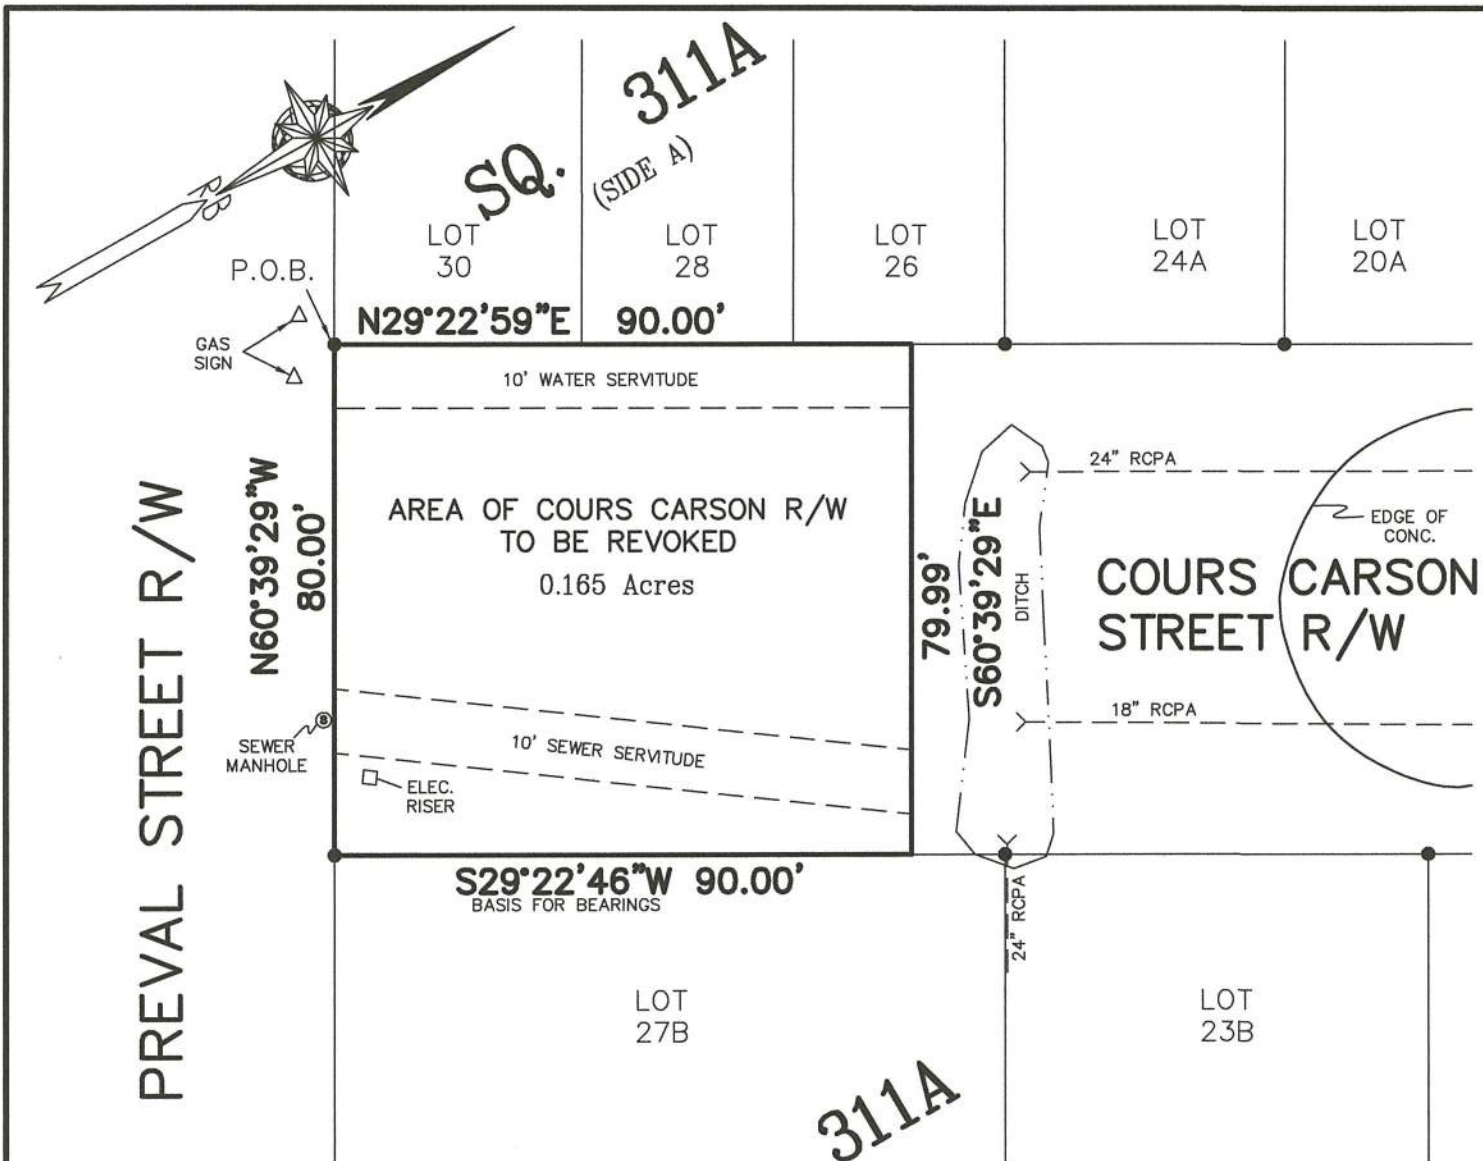 SQ. 311A
(SIDE A)
RB
LOT
30
LOT
28
LOT
26
LOT
24A
LOT
20A
P.O.B.
N29°22'59"E 90.00'
GAS
SIGN
10' WATER SERVITUDE
N60°39'29"W
80.00'
AREA OF COURS CARSON R/W
TO BE REVOKED
0.165 Acres
79.99'
S60°39'29"E
DITCH
24" RCPA
EDGE OF
CONC.
COURS CARSON
STREET R/W
18" RCPA
PREVAL STREET R/W
S
SEWER
MANHOLE
10' SEWER SERVITUDE
ELEC.
RISER
S29°22'46"W 90.00'
BASIS FOR BEARINGS
24" RCPA
LOT
27B
LOT
23B
311A